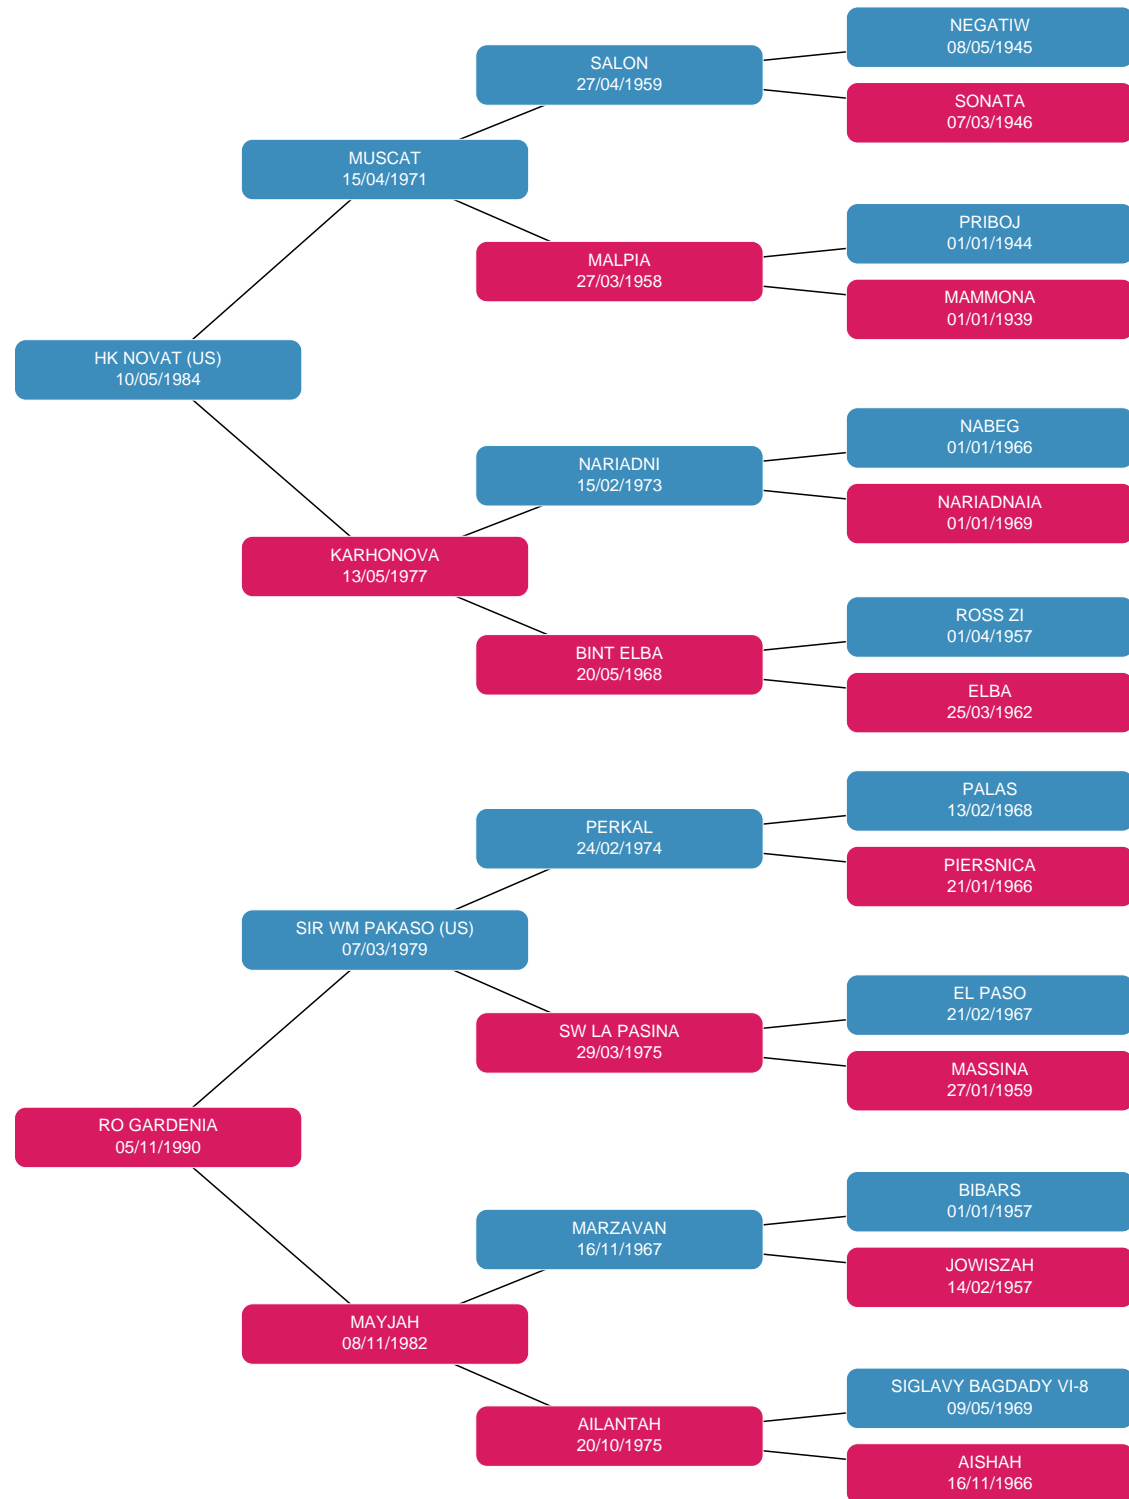 NEGATIW
08/05/1945
SALON
27/04/1959
SONATA
07/03/1946
MUSCAT
15/04/1971
PRIBOJ
01/01/1944
MALPIA
27/03/1958
MAMMONA
01/01/1939
HK NOVAT (US)
10/05/1984
NABEG
01/01/1966
NARIADNI
15/02/1973
NARIADNAIA
01/01/1969
KARHONOVA
13/05/1977
ROSS ZI
01/04/1957
BINT ELBA
20/05/1968
ELBA
25/03/1962
PALAS
13/02/1968
PERKAL
24/02/1974
PIERSNICA
21/01/1966
SIR WM PAKASO (US)
07/03/1979
EL PASO
21/02/1967
SW LA PASINA
29/03/1975
MASSINA
27/01/1959
RO GARDENIA
05/11/1990
BIBARS
01/01/1957
MARZAVAN
16/11/1967
JOWISZAH
14/02/1957
MAYJAH
08/11/1982
SIGLAVY BAGDADY VI-8
09/05/1969
AILANTAH
20/10/1975
AISHAH
16/11/1966